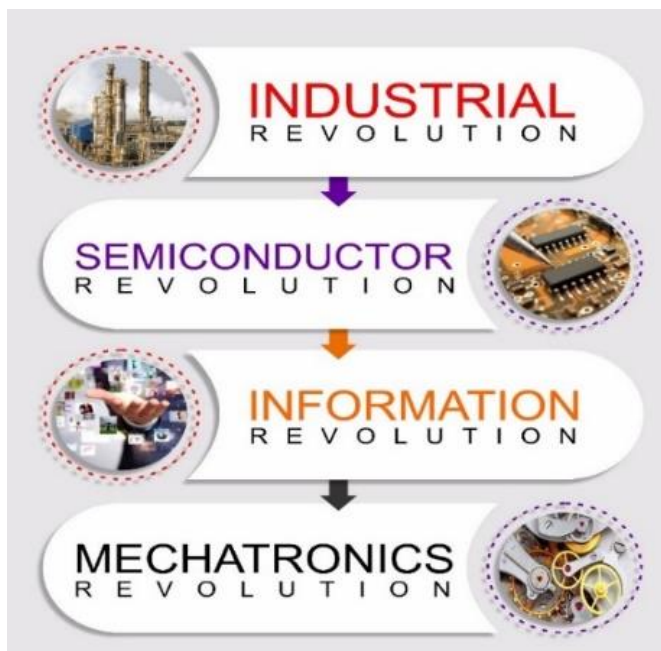 INDUSTRIAL
REVOLUTION
SEMICONDUCTOR
REVOLUTION
INFORMATION
REVOLUTION
MECHATRONICS
REVOLUTION